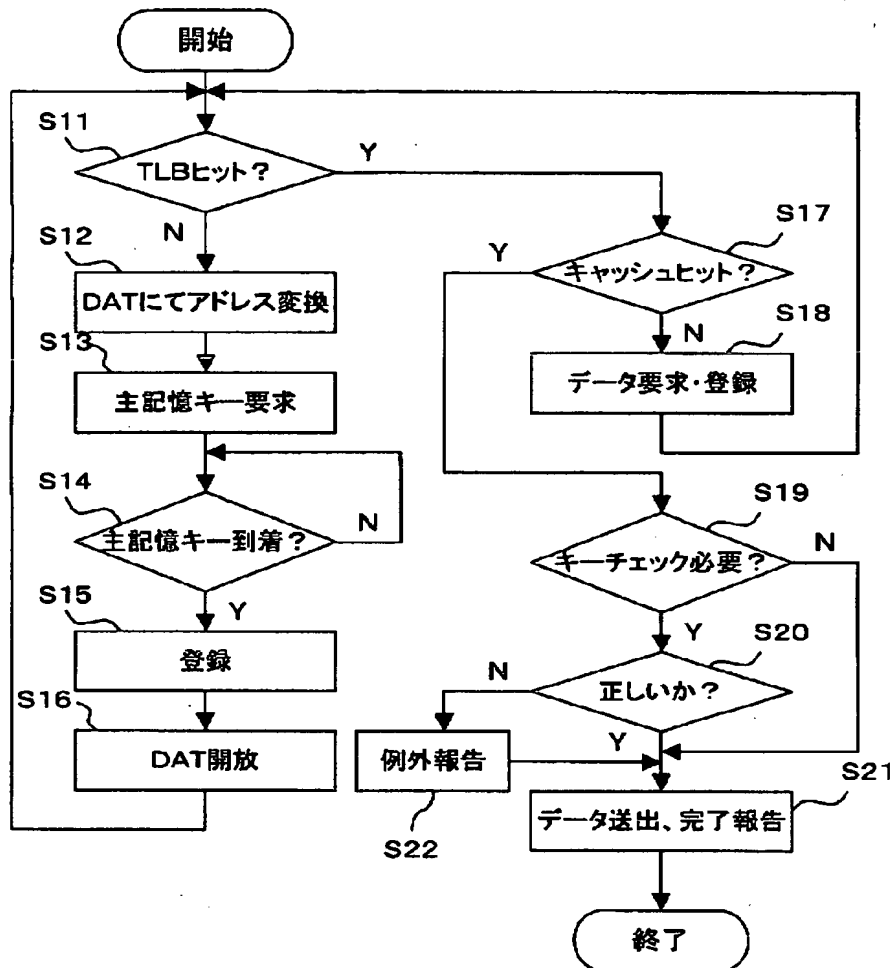 開始
S11
TLBヒット?
Y
N
S12
DATにてアドレス変換
S13
主記憶キー要求
S14
主記憶キー到着?
N
Y
S15
登録
S16
DAT開放
S17
キャッシュヒット?
Y
N
S18
データ要求・登録
S19
キーチェック必要?
N
Y
S20
正しいか?
N
Y
例外報告
S22
S21
データ送出、完了報告
終了